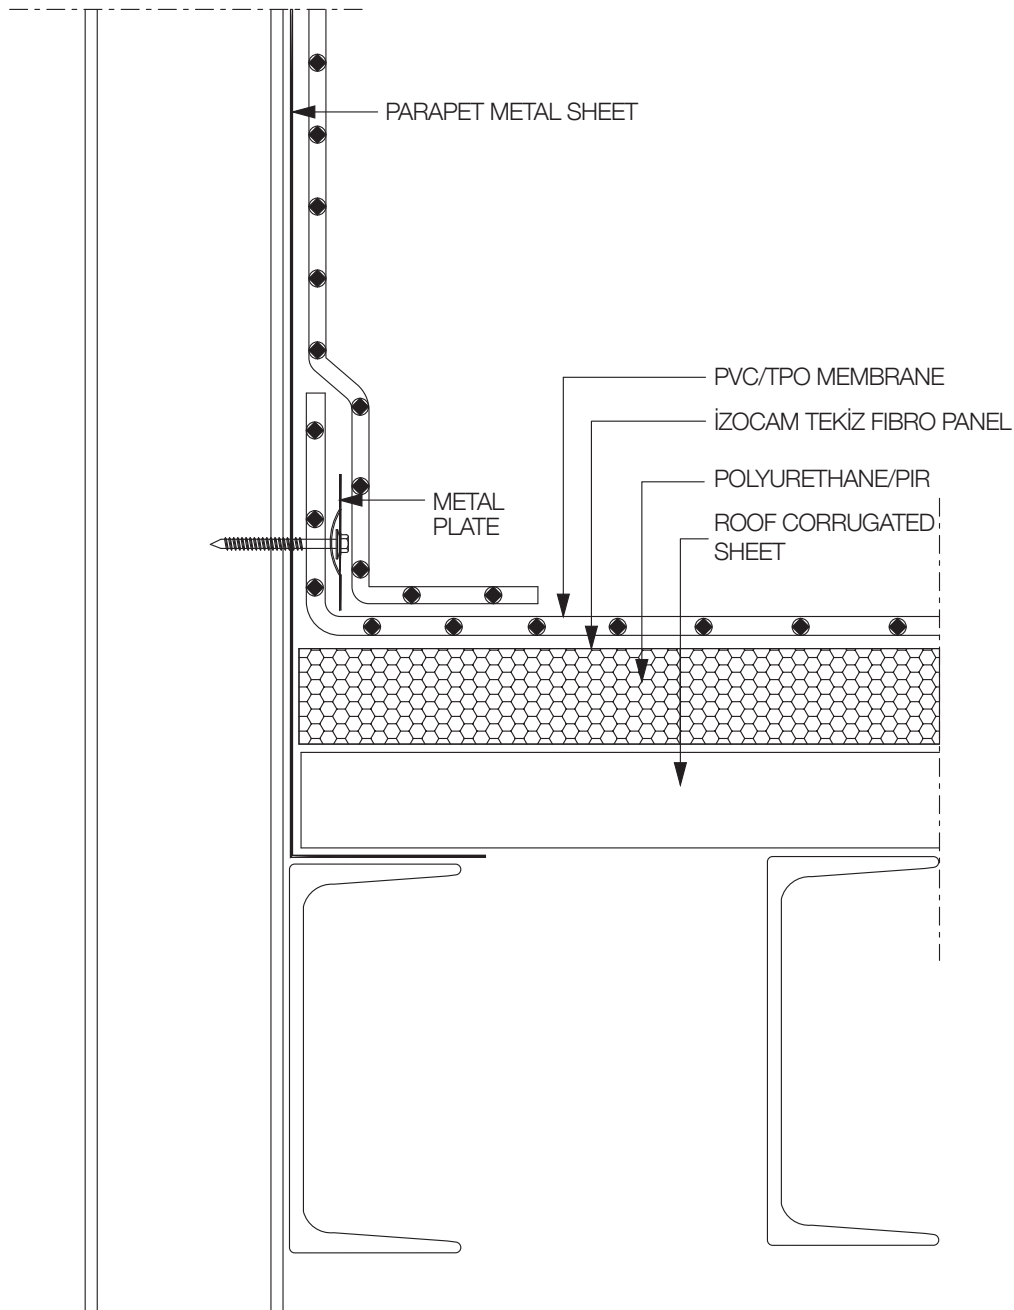 PARAPET METAL SHEET
PVC/TPO MEMBRANE
İZOCAM TEKİZ FIBRO PANEL
POLYURETHANE/PIR
METAL
PLATE
ROOF CORRUGATED
SHEET